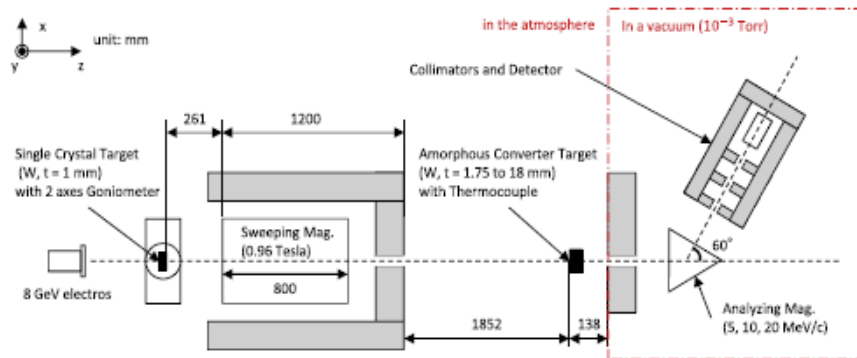 x
y
z
unit: mm
in the atmosphere
In a vacuum (10⁻³ Torr)
Collimators and Detector
261
1200
Single Crystal Target
(W, t = 1 mm)
with 2 axes Goniometer
Amorphous Converter Target
(W, t = 1.75 to 18 mm)
with Thermocouple
Sweeping Mag.
(0.96 Tesla)
800
60°
8 GeV electros
1852
138
Analyzing Mag.
(5, 10, 20 MeV/c)